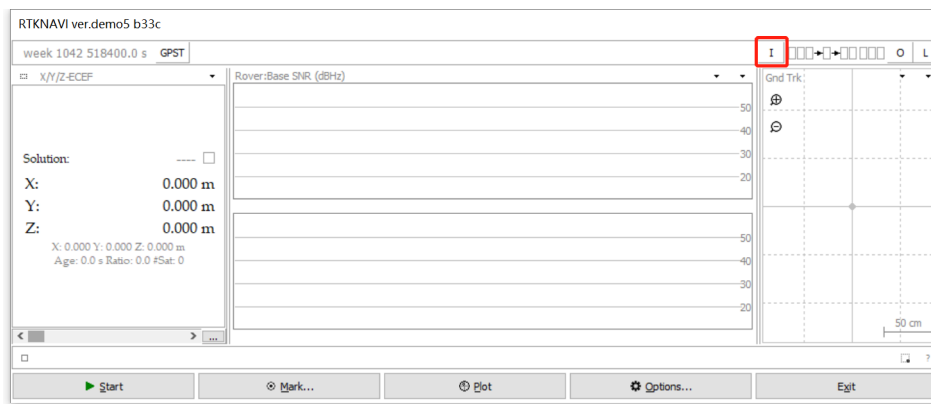 RTKNAVI ver.demo5 b33c
week 1042 518400.0 s GPST I O L
X/Y/Z-ECEF
Rover:Base SNR (dBHz)
Gnd Trk
50
40
30
20
Solution: ----
X: 0.000 m
Y: 0.000 m
Z: 0.000 m
X: 0.000 Y: 0.000 Z: 0.000 m
Age: 0.0 s Ratio: 0.0 #Sat: 0
50
40
30
20
50 cm
...
?
Start Mark... Plot Options... Exit